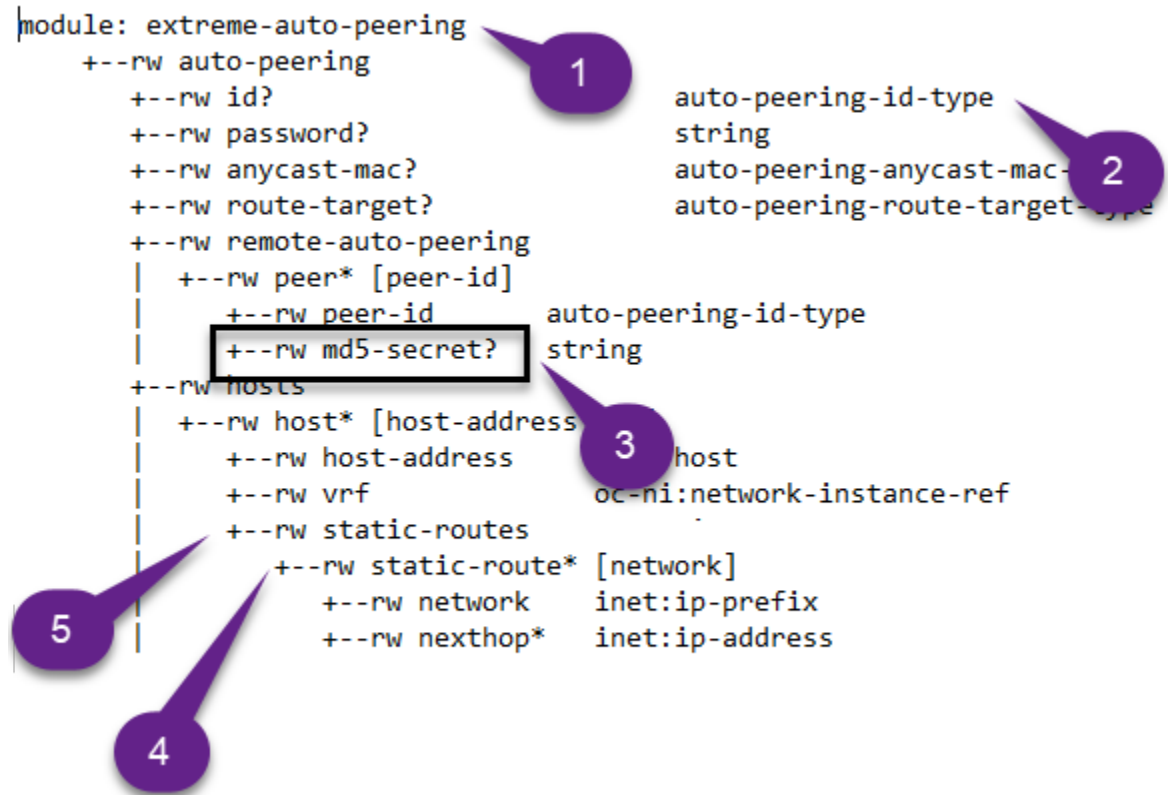 module: extreme-auto-peering
1
+--rw auto-peering
+--rw id? auto-peering-id-type
+--rw password? string
2
+--rw anycast-mac? auto-peering-anycast-mac-
+--rw route-target? auto-peering-route-target-type
+--rw remote-auto-peering
| +--rw peer* [peer-id]
| +--rw peer-id auto-peering-id-type
| +--rw md5-secret? string
+--rw hosts
| +--rw host* [host-address
3
| +--rw host-address host
| +--rw vrf oc-ni:network-instance-ref
| +--rw static-routes
| +--rw static-route* [network]
+--rw network inet:ip-prefix
5
| +--rw nexthop* inet:ip-address
4